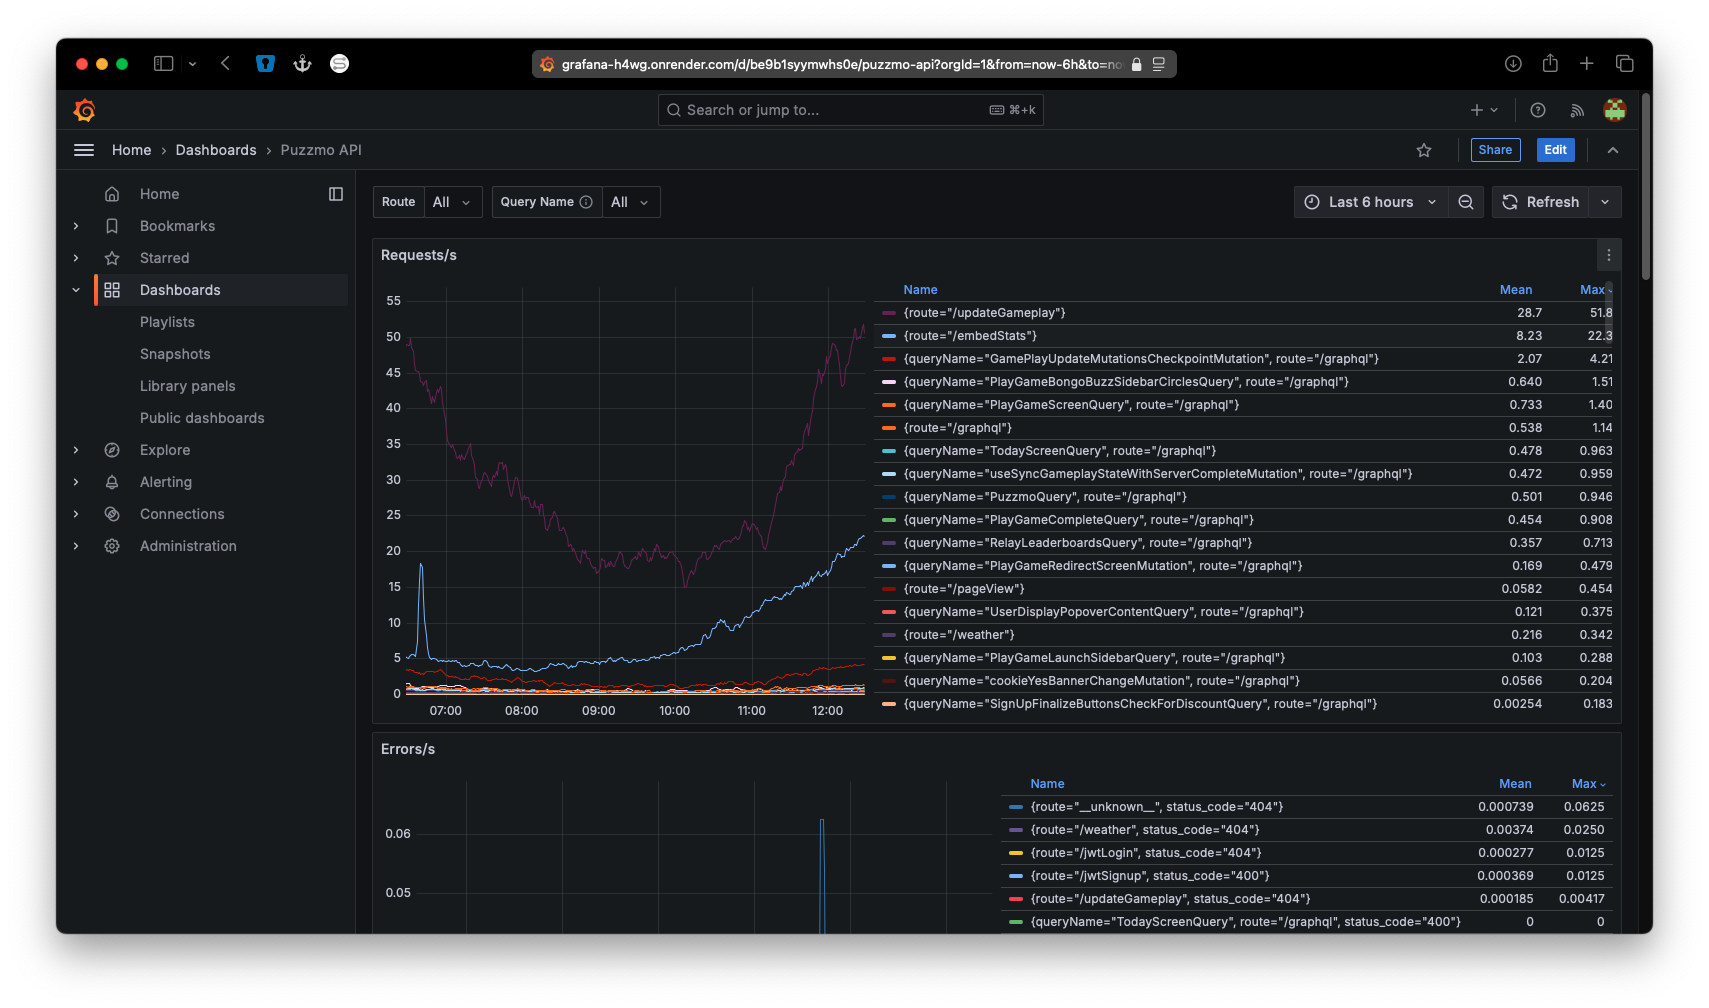 grafana-h4wg.onrender.com/d/be9b1syymwhs0e/puzzmo-api?orgId=1&from=now-6h&to=no
Search or jump to...
⌘+k
Home › Dashboards › Puzzmo API
Share
Edit
Home
Bookmarks
Starred
Dashboards
Playlists
Snapshots
Library panels
Public dashboards
Explore
Alerting
Connections
Administration
Route All
Query Name All
Last 6 hours
Refresh
Requests/s
55
50
45
40
35
30
25
20
15
10
5
0
07:00 08:00 09:00 10:00 11:00 12:00
Name Mean Max
{route="/updateGameplay"} 28.7 51.8
{route="/embedStats"} 8.23 22.3
{queryName="GamePlayUpdateMutationsCheckpointMutation", route="/graphql"} 2.07 4.21
{queryName="PlayGameBongoBuzzSidebarCirclesQuery", route="/graphql"} 0.640 1.51
{queryName="PlayGameScreenQuery", route="/graphql"} 0.733 1.40
{route="/graphql"} 0.538 1.14
{queryName="TodayScreenQuery", route="/graphql"} 0.478 0.963
{queryName="useSyncGameplayStateWithServerCompleteMutation", route="/graphql"} 0.472 0.959
{queryName="PuzzmoQuery", route="/graphql"} 0.501 0.946
{queryName="PlayGameCompleteQuery", route="/graphql"} 0.454 0.908
{queryName="RelayLeaderboardsQuery", route="/graphql"} 0.357 0.713
{queryName="PlayGameRedirectScreenMutation", route="/graphql"} 0.169 0.479
{route="/pageView"} 0.0582 0.454
{queryName="UserDisplayPopoverContentQuery", route="/graphql"} 0.121 0.375
{route="/weather"} 0.216 0.342
{queryName="PlayGameLaunchSidebarQuery", route="/graphql"} 0.103 0.288
{queryName="cookieYesBannerChangeMutation", route="/graphql"} 0.0566 0.204
{queryName="SignUpFinalizeButtonsCheckForDiscountQuery", route="/graphql"} 0.00254 0.183
Errors/s
0.06
0.05
Name Mean Max
{route="__unknown__", status_code="404"} 0.000739 0.0625
{route="/weather", status_code="404"} 0.00374 0.0250
{route="/jwtLogin", status_code="404"} 0.000277 0.0125
{route="/jwtSignup", status_code="400"} 0.000369 0.0125
{route="/updateGameplay", status_code="404"} 0.000185 0.00417
{queryName="TodayScreenQuery", route="/graphql", status_code="400"} 0 0